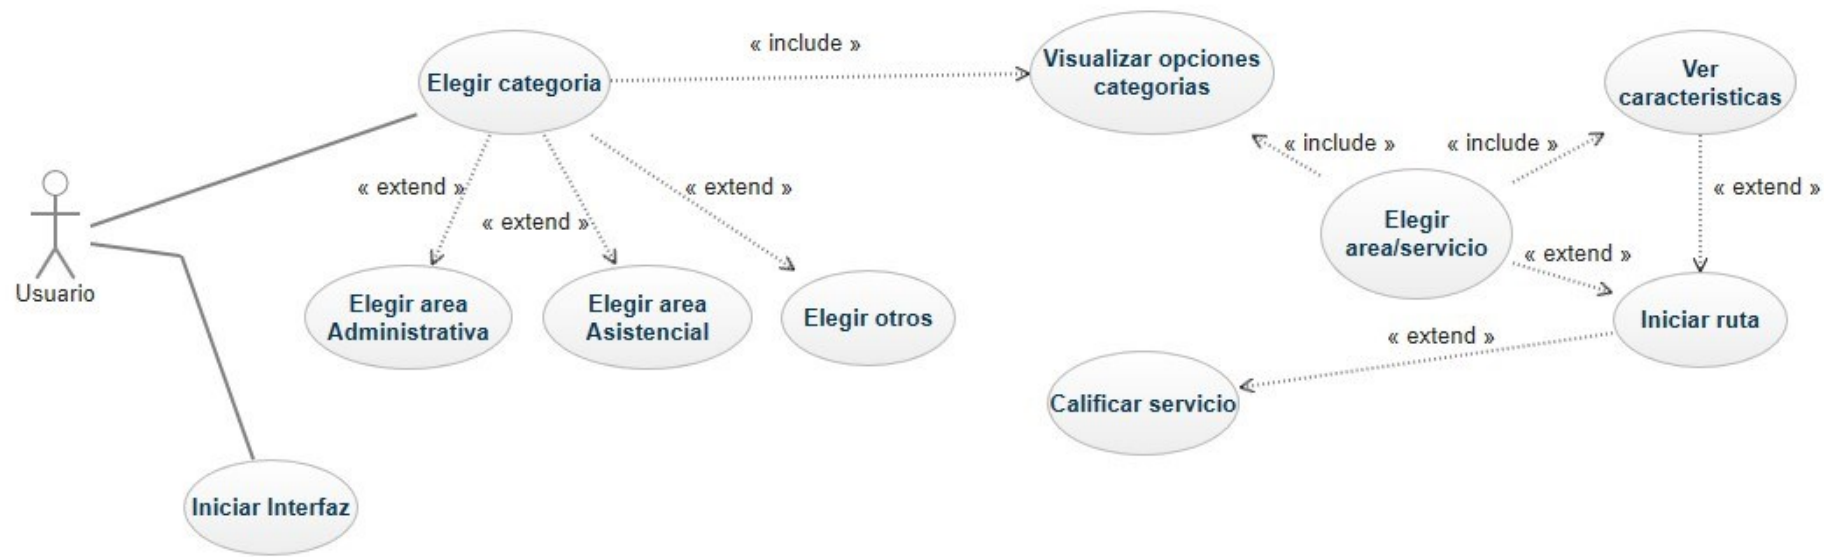 « include »
Elegir categoria
Visualizar opciones
categorias
Ver
caracteristicas
« include »
« include »
« extend »
« extend »
« extend »
« extend »
Elegir
area/servicio
« extend »
Usuario
Elegir area
Administrativa
Elegir area
Asistencial
Elegir otros
Iniciar ruta
« extend »
Calificar servicio
Iniciar Interfaz